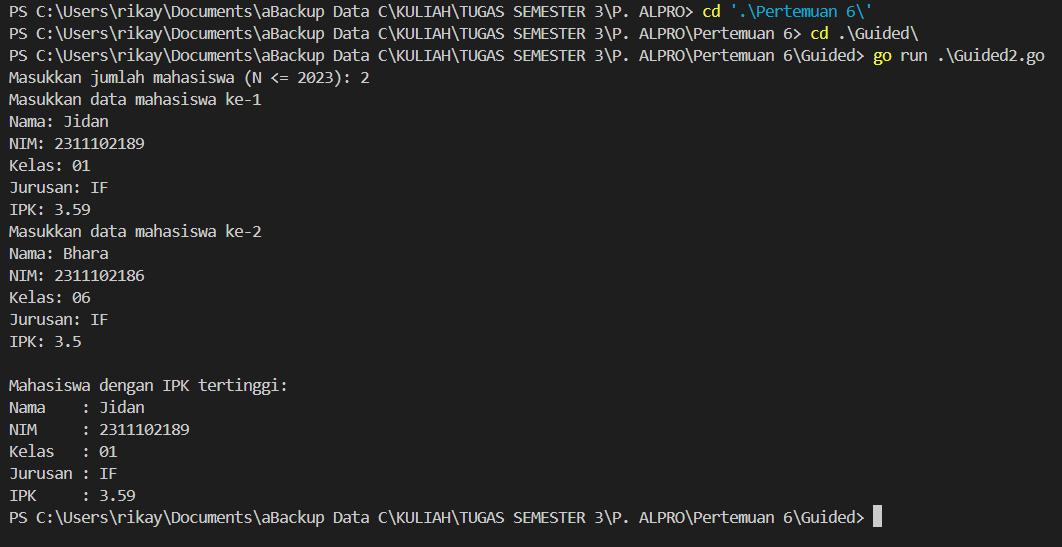 PS C:\Users\rikay\Documents\aBackup Data C\KULIAH\TUGAS SEMESTER 3\P. ALPRO> cd '.\Pertemuan 6\'
PS C:\Users\rikay\Documents\aBackup Data C\KULIAH\TUGAS SEMESTER 3\P. ALPRO\Pertemuan 6> cd .\Guided\
PS C:\Users\rikay\Documents\aBackup Data C\KULIAH\TUGAS SEMESTER 3\P. ALPRO\Pertemuan 6\Guided> go run .\Guided2.go
Masukkan jumlah mahasiswa (N <= 2023): 2
Masukkan data mahasiswa ke-1
Nama: Jidan
NIM: 2311102189
Kelas: 01
Jurusan: IF
IPK: 3.59
Masukkan data mahasiswa ke-2
Nama: Bhara
NIM: 2311102186
Kelas: 06
Jurusan: IF
IPK: 3.5
Mahasiswa dengan IPK tertinggi:
Nama    : Jidan
NIM     : 2311102189
Kelas   : 01
Jurusan : IF
IPK     : 3.59
PS C:\Users\rikay\Documents\aBackup Data C\KULIAH\TUGAS SEMESTER 3\P. ALPRO\Pertemuan 6\Guided>